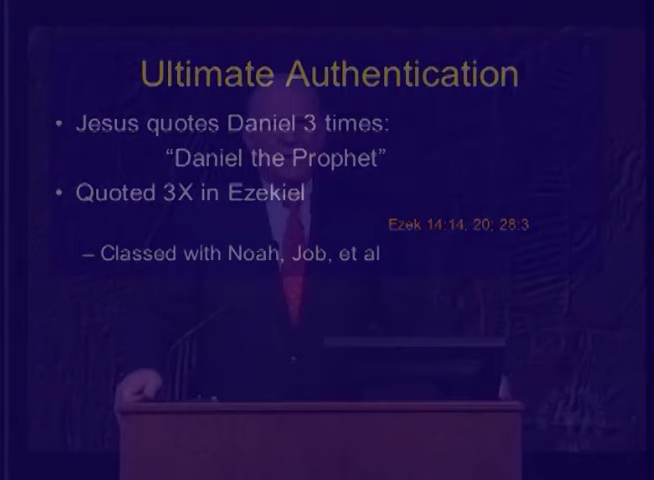 Ultimate Authentication
• Jesus quotes Daniel 3 times:
“Daniel the Prophet”
• Quoted 3X in Ezekiel
Ezek 14:14, 20; 28:3
– Classed with Noah, Job, et al